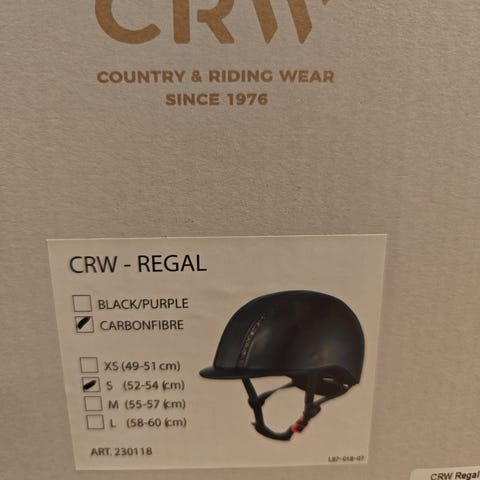 CRW
COUNTRY & RIDING WEAR
SINCE 1976
CRW - REGAL
BLACK/PURPLE
CARBONFIBRE
XS (49-51 cm)
S (52-54 cm)
M (55-57 cm)
L (58-60 cm)
ART. 230118
CRW Regal